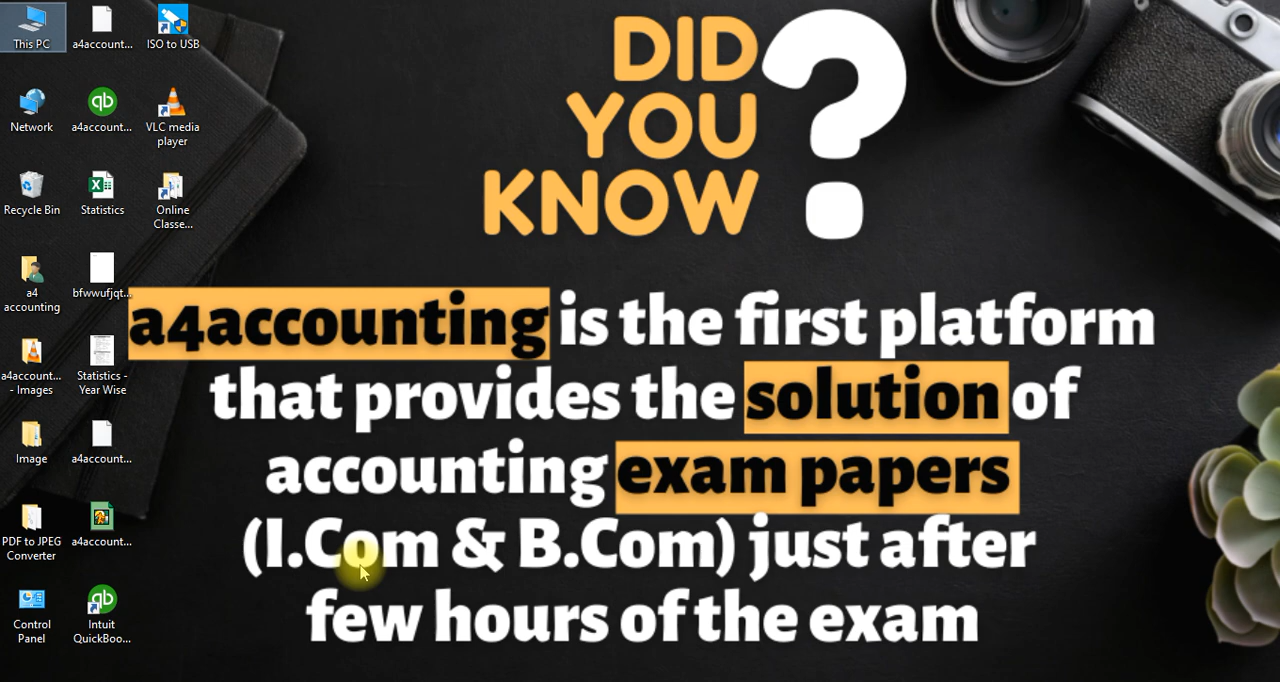 This PC
a4account...
ISO to USB
Network
a4account...
VLC media
player
Recycle Bin
Statistics
Online
Classe...
a4
accounting
bfwwufjqt...
a4account...
- Images
Statistics -
Year Wise
Image
a4account...
PDF to JPEG
Converter
a4account...
Control
Panel
Intuit
QuickBoo...
DID
YOU
KNOW
?
a4accounting is the first platform
that provides the solution of
accounting exam papers
(I.Com & B.Com) just after
few hours of the exam